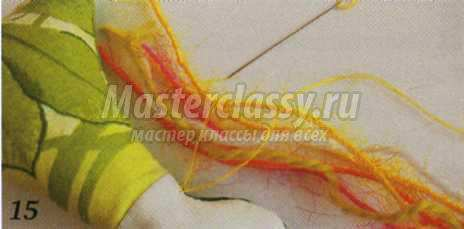 Masterclassy.ru
мастер классы для всех
15